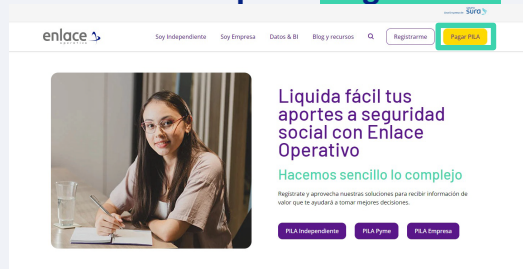 sura
enlace
operativo
Soy Independiente Soy Empresa Datos & BI Blog y recursos Registrarme Pagar PILA
Liquida fácil tus
aportes a seguridad
social con Enlace
Operativo
Hacemos sencillo lo complejo
Regístrate y aprovecha nuestras soluciones para recibir información de
valor que te ayudará a tomar mejores decisiones.
PILA Independiente PILA Pyme PILA Empresa